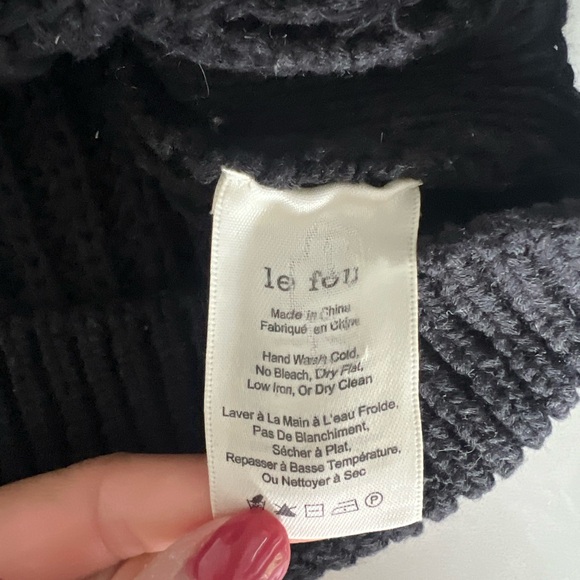 le fou
Made in China
Fabriqué en Chine
Hand Wash Cold,
No Bleach, Dry Flat,
Low Iron, Or Dry Clean
Laver à La Main à L'eau Froide,
Pas De Blanchiment,
Sécher à Plat,
Repasser à Basse Température,
Ou Nettoyer à Sec
P